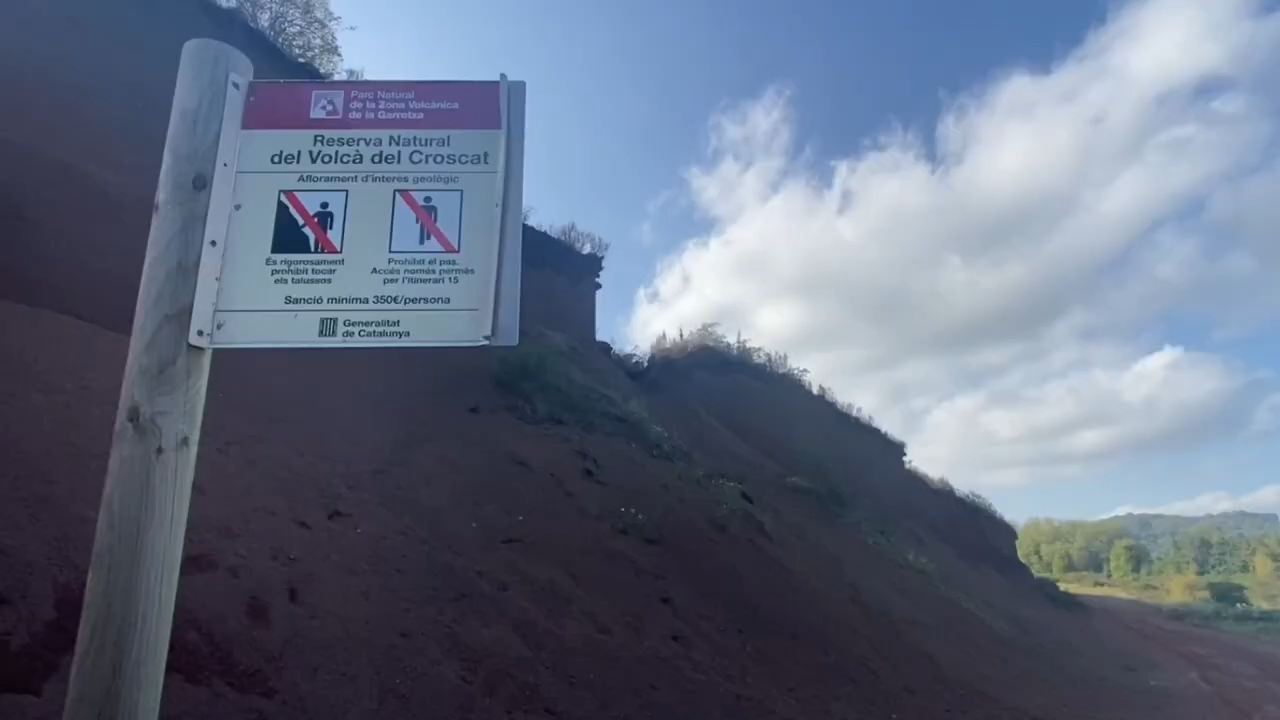 Parc Natural
de la Zona Volcànica
de la Garrotxa
Reserva Natural
del Volcà del Croscat
Aflorament d'interès geològic
És rigorosament
prohibit tocar
els talussos
Prohibit el pas.
Accés només permès
per l'itinerari 15
Sanció mínima 350€/persona
Generalitat
de Catalunya